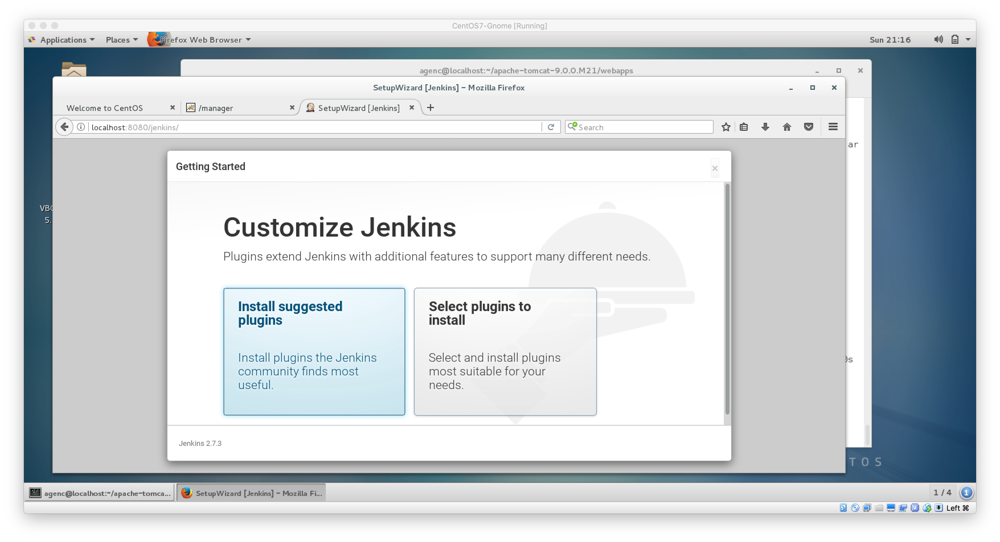 CentOS7-Gnome [Running]
Applications Places Firefox Web Browser Sun 21:16
agenc@localhost:~/apache-tomcat-9.0.0.M21/webapps
SetupWizard [Jenkins] - Mozilla Firefox
Welcome to CentOS /manager SetupWizard [Jenkins]
localhost:8080/jenkins/ Search
ar
Getting Started
VBO
5.
Customize Jenkins
Plugins extend Jenkins with additional features to support many different needs.
Install suggested
plugins
Install plugins the Jenkins
community finds most
useful.
Select plugins to
install
Select and install plugins
most suitable for your
needs.
0s
Jenkins 2.7.3
TOS
agenc@localhost:~/apache-tomca... SetupWizard [Jenkins] - Mozilla Fi... 1 / 4 1
Left ⌘